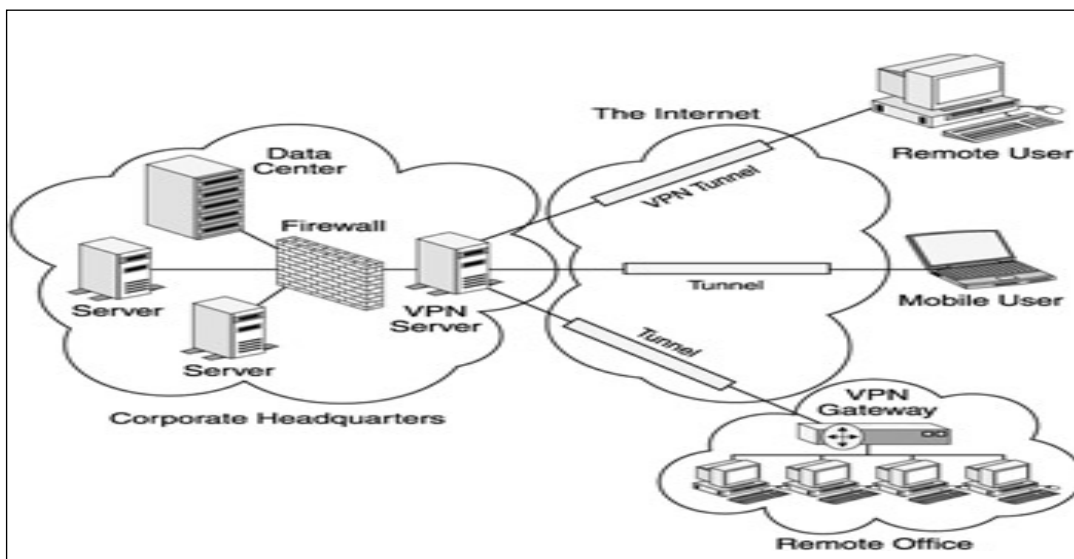 The Internet
Remote User
Data
Center
VPN Tunnel
Firewall
Server
VPN
Server
Tunnel
Mobile User
Server
Tunnel
Corporate Headquarters
VPN
Gateway
Remote Office